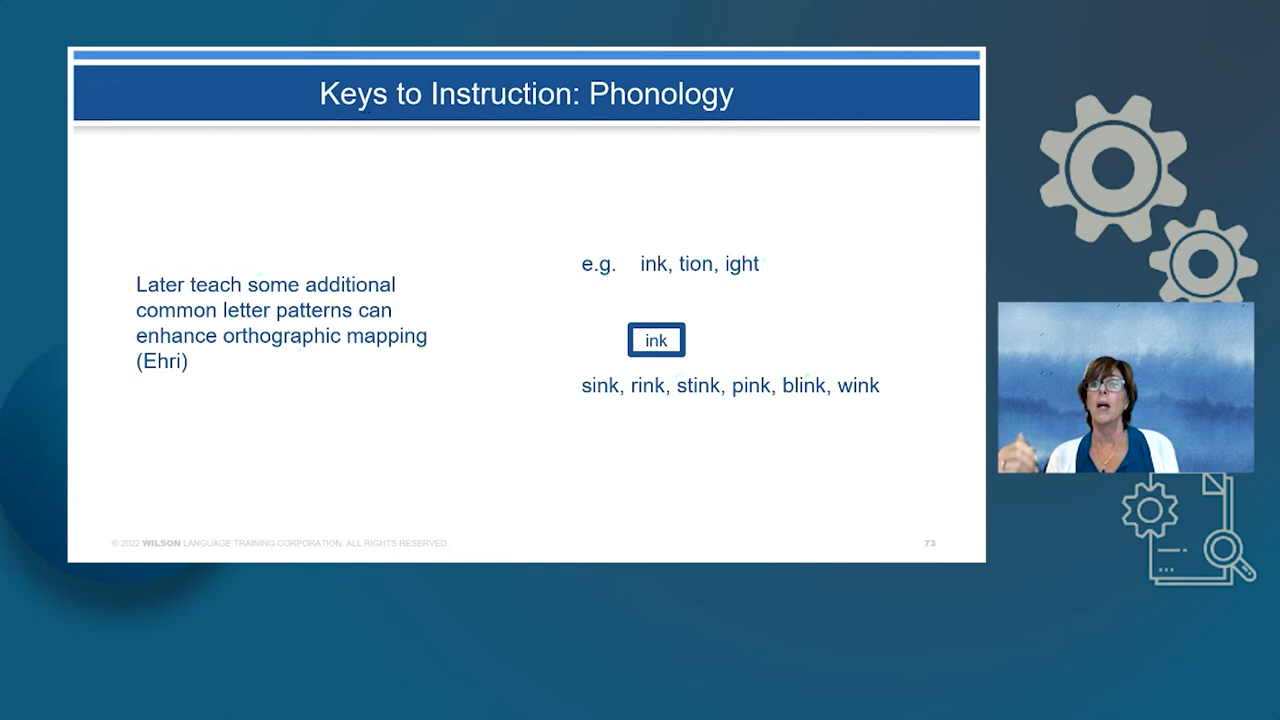 Keys to Instruction: Phonology
Later teach some additional
common letter patterns can
enhance orthographic mapping
(Ehri)
e.g. ink, tion, ight
ink
sink, rink, stink, pink, blink, wink
© 2022 WILSON LANGUAGE TRAINING CORPORATION. ALL RIGHTS RESERVED.
73